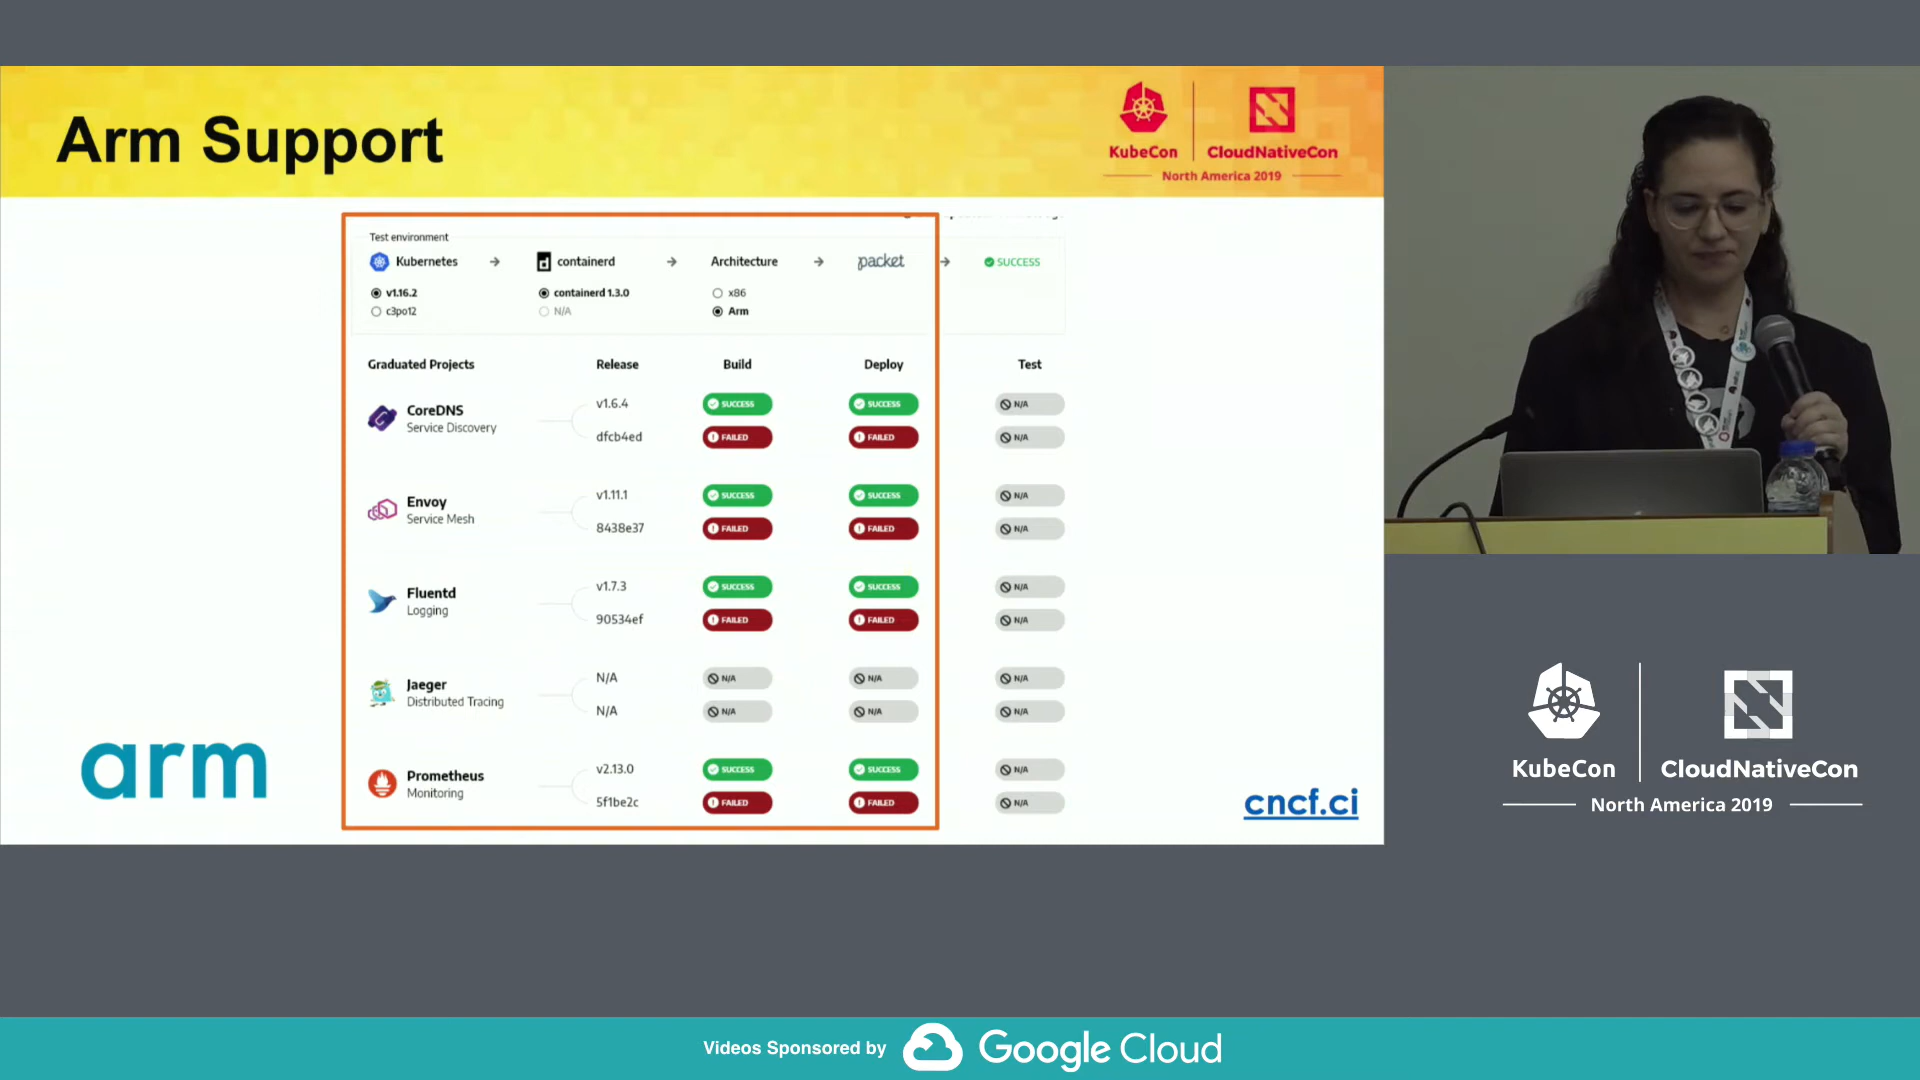 Arm Support
KubeCon
CloudNativeCon
North America 2019
Test environment
Kubernetes
containerd
Architecture
packet
SUCCESS
v1.16.2
containerd 1.3.0
x86
c3po12
N/A
Arm
Graduated Projects
Release
Build
Deploy
Test
CoreDNS
Service Discovery
v1.6.4
SUCCESS
SUCCESS
N/A
dfcb4ed
FAILED
FAILED
N/A
Envoy
Service Mesh
v1.11.1
SUCCESS
SUCCESS
N/A
8438e37
FAILED
FAILED
N/A
Fluentd
Logging
v1.7.3
SUCCESS
SUCCESS
N/A
90534ef
FAILED
FAILED
N/A
Jaeger
Distributed Tracing
N/A
N/A
N/A
N/A
N/A
N/A
N/A
N/A
Prometheus
Monitoring
v2.13.0
SUCCESS
SUCCESS
N/A
5f1be2c
FAILED
FAILED
N/A
arm
cncf.ci
KubeCon
CloudNativeCon
North America 2019
Videos Sponsored by
Google Cloud